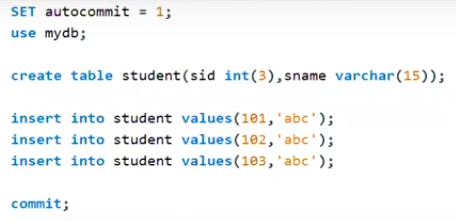 SET autocommit = 1;
use mydb;
create table student(sid int(3),sname varchar(15));
insert into student values(101,'abc');
insert into student values(102,'abc');
insert into student values(103,'abc');
commit;